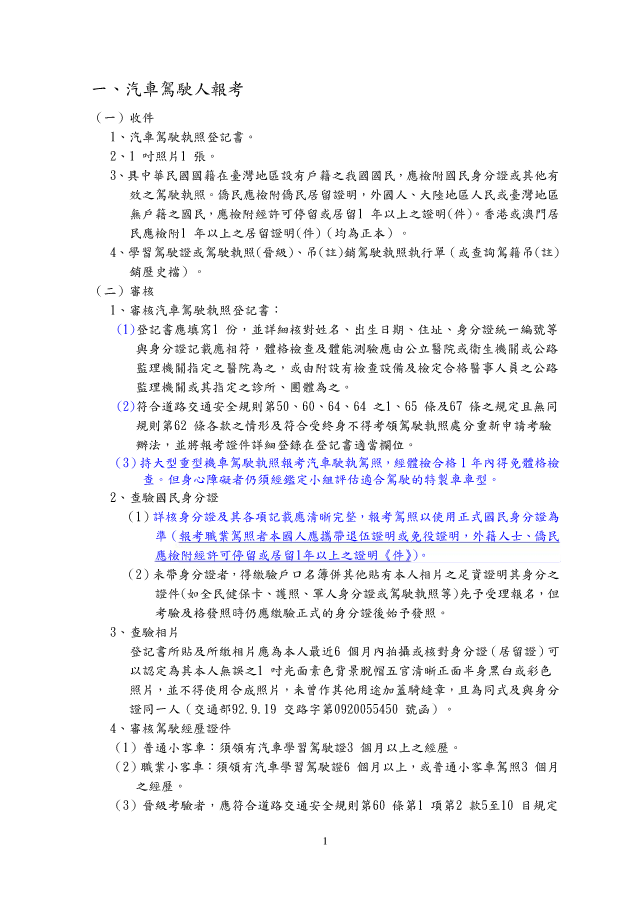 一、汽車駕駛人報考
（一）收件
1、汽車駕駛執照登記書。
2、1 吋照片1 張。
3、具中華民國國籍在臺灣地區設有戶籍之我國國民，應檢附國民身分證或其他有
效之駕駛執照。僑民應檢附僑民居留證明，外國人、大陸地區人民或臺灣地區
無戶籍之國民，應檢附經許可停留或居留1 年以上之證明(件)。香港或澳門居
民應檢附1 年以上之居留證明(件)（均為正本）。
4、學習駕駛證或駕駛執照(晉級)、吊(註)銷駕駛執照執行單（或查詢駕籍吊(註)
銷歷史檔）。
（二）審核
1、審核汽車駕駛執照登記書：
(1)登記書應填寫1 份，並詳細核對姓名、出生日期、住址、身分證統一編號等
與身分證記載應相符，體格檢查及體能測驗應由公立醫院或衛生機關或公路
監理機關指定之醫院為之，或由附設有檢查設備及檢定合格醫事人員之公路
監理機關或其指定之診所、團體為之。
(2)符合道路交通安全規則第50、60、64、64 之1、65 條及67 條之規定且無同
規則第62 條各款之情形及符合受終身不得考領駕駛執照處分重新申請考驗
辦法，並將報考證件詳細登錄在登記書適當欄位。
(3)持大型重型機車駕駛執照報考汽車駕駛執駕照，經體檢合格1年內得免體格檢
查。但身心障礙者仍須經鑑定小組評估適合駕駛的特製車車型。
2、查驗國民身分證
(1)詳核身分證及其各項記載應清晰完整，報考駕照以使用正式國民身分證為
準（報考職業駕照者本國人應攜帶退伍證明或免役證明，外籍人士、僑民
應檢附經許可停留或居留1年以上之證明《件》）。
(2)未帶身分證者，得繳驗戶口名簿併其他貼有本人相片之足資證明其身分之
證件(如全民健保卡、護照、軍人身分證或駕駛執照等)先予受理報名，但
考驗及格發照時仍應繳驗正式的身分證後始予發照。
3、查驗相片
登記書所貼及所繳相片應為本人最近6 個月內拍攝或核對身分證（居留證）可
以認定為其本人無誤之1 吋光面素色背景脫帽五官清晰正面半身黑白或彩色
照片，並不得使用合成照片，未曾作其他用途加蓋騎縫章，且為同式及與身分
證同一人（交通部92.9.19 交路字第0920055450 號函）。
4、審核駕駛經歷證件
(1)普通小客車：須領有汽車學習駕駛證3 個月以上之經歷。
(2)職業小客車：須領有汽車學習駕駛證6 個月以上，或普通小客車駕照3 個月
之經歷。
(3)晉級考驗者，應符合道路交通安全規則第60 條第1 項第2 款5至10 目規定
1